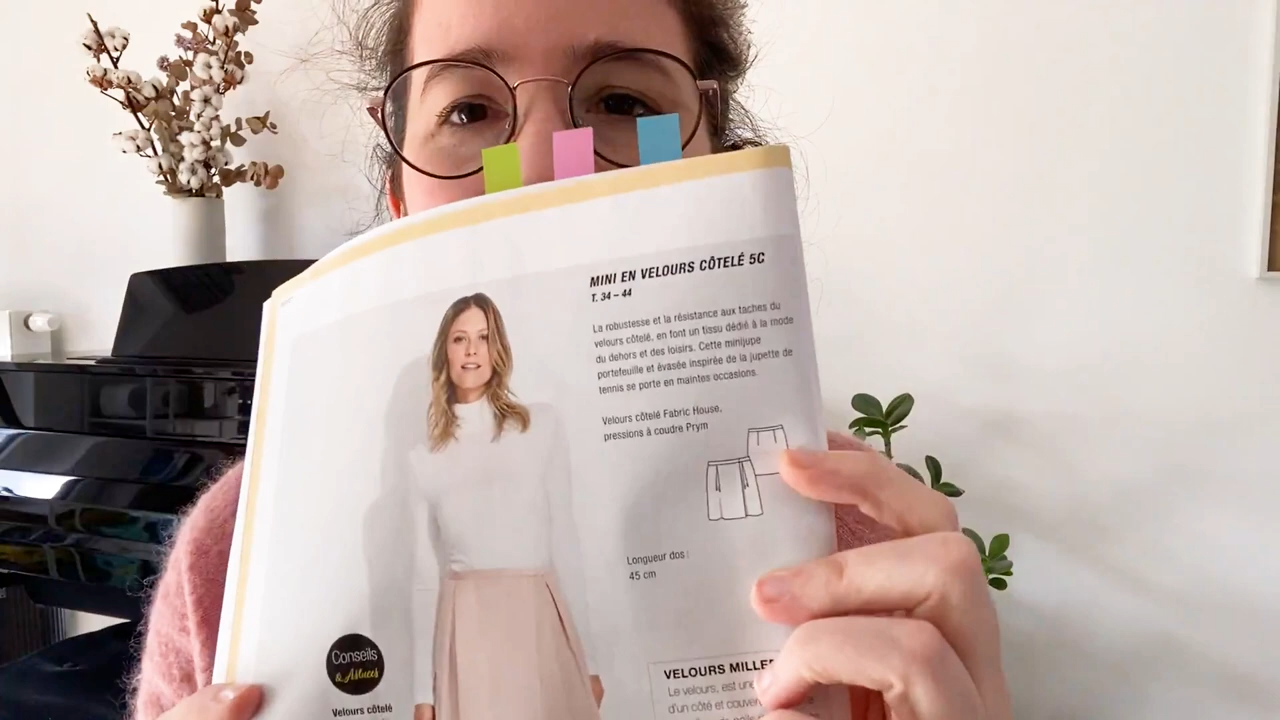 MINI EN VELOURS CÔTELÉ 5C
T. 34 – 44
La robustesse et la résistance aux taches du
velours côtelé, en font un tissu dédié à la mode
du dehors et des loisirs. Cette minijupe
portefeuille et évasée inspirée de la jupette de
tennis se porte en maintes occasions.
Velours côtelé Fabric House,
pressions à coudre Prym
Longueur dos :
45 cm
Conseils
& Astuces
Velours côtelé
VELOURS
Le velours, est
d'un côté et